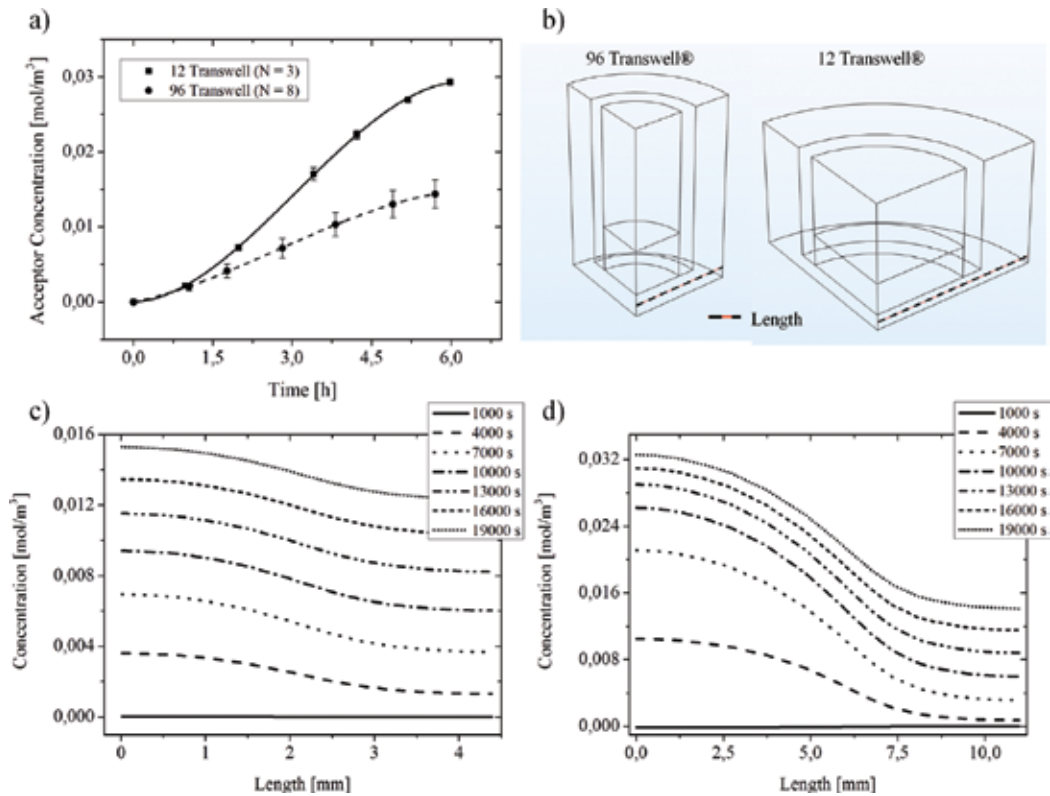 a)
0,03
0,02
0,01
0,00
Acceptor Concentration [mol/m³]
12 Transwell (N = 3)
96 Transwell (N = 8)
0,0 1,5 3,0 4,5 6,0
Time [h]
b)
96 Transwell®
12 Transwell®
Length
c)
0,016
0,012
0,008
0,004
0,000
Concentration [mol/m³]
1000 s
4000 s
7000 s
10000 s
13000 s
16000 s
19000 s
0 1 2 3 4
Length [mm]
d)
0,032
0,024
0,016
0,008
0,000
Concentration [mol/m³]
1000 s
4000 s
7000 s
10000 s
13000 s
16000 s
19000 s
0,0 2,5 5,0 7,5 10,0
Length [mm]